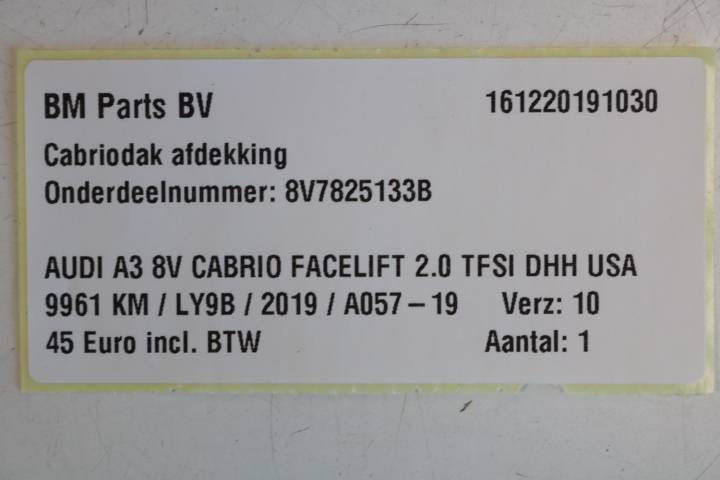 BM Parts BV 161220191030
Cabriodak afdekking
Onderdeelnummer: 8V7825133B
AUDI A3 8V CABRIO FACELIFT 2.0 TFSI DHH USA
9961 KM / LY9B / 2019 / A057-19 Verz: 10
45 Euro incl. BTW Aantal: 1